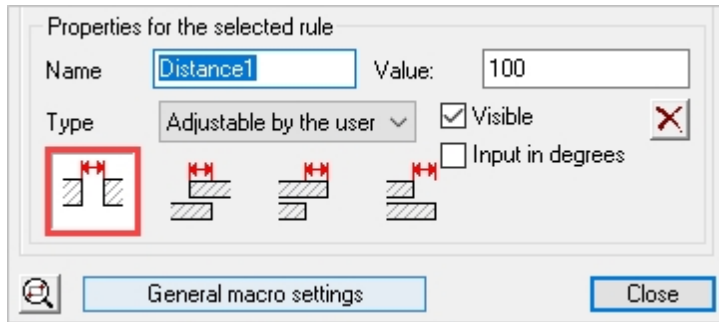 Properties for the selected rule
Name Distance1 Value: 100
Type Adjustable by the user Visible
Input in degrees
General macro settings Close